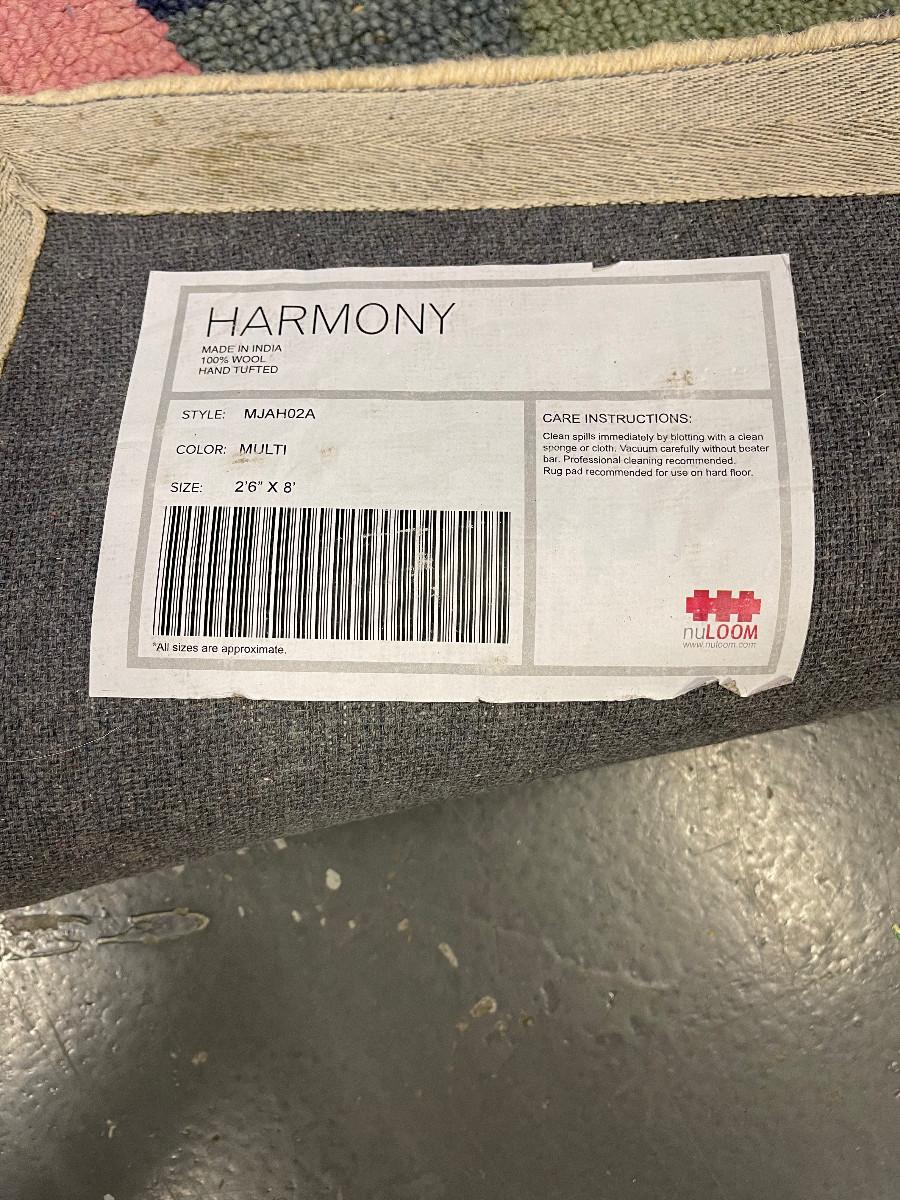 HARMONY
MADE IN INDIA
100% WOOL
HAND TUFTED
STYLE: MJAH02A
COLOR: MULTI
SIZE: 2'6" X 8'
*All sizes are approximate.
CARE INSTRUCTIONS:
Clean spills immediately by blotting with a clean
sponge or cloth. Vacuum carefully without beater
bar. Professional cleaning recommended.
Rug pad recommended for use on hard floor.
nuLOOM
www.nuloom.com